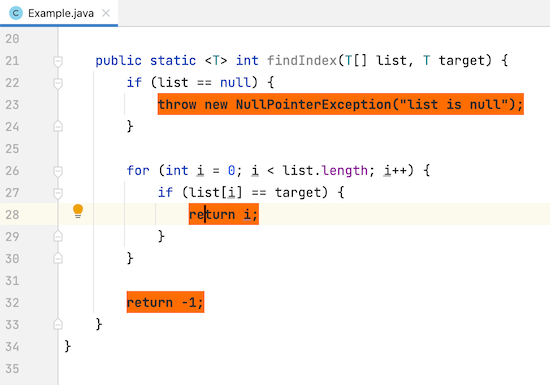 Example.java
20
21 public static <T> int findIndex(T[] list, T target) {
22 if (list == null) {
23 throw new NullPointerException("list is null");
24 }
25
26 for (int i = 0; i < list.length; i++) {
27 if (list[i] == target) {
28 return i;
29 }
30 }
31
32 return -1;
33 }
34 }
35